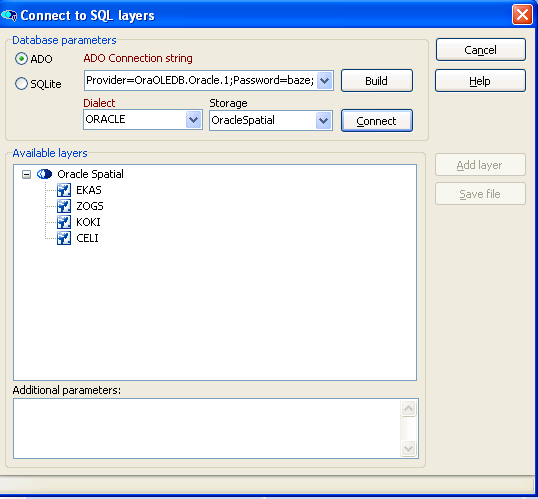 Connect to SQL layers
Database parameters
ADO
ADO Connection string
Cancel
SQLite
Provider=OraOLEDB.Oracle.1;Password=baze;
Build
Help
Dialect
Storage
ORACLE
OracleSpatial
Connect
Available layers
Add layer
Oracle Spatial
EKAS
Save file
ZOGS
KOKI
CELI
Additional parameters: